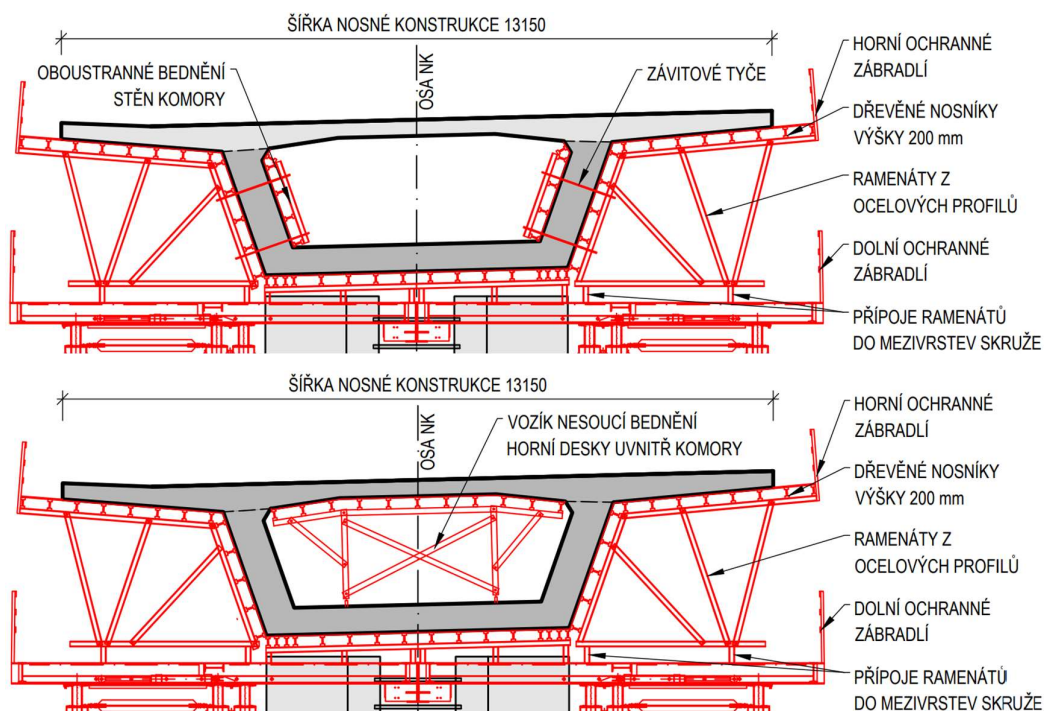 ŠÍŘKA NOSNÉ KONSTRUKCE 13150
OBOUSTRANNÉ BEDNĚNÍ
STĚN KOMORY
OSA NK
ZÁVITOVÉ TYČE
HORNÍ OCHRANNÉ
ZÁBRADLÍ
DŘEVĚNÉ NOSNÍKY
VÝŠKY 200 mm
RAMENÁTY Z
OCELOVÝCH PROFILŮ
DOLNÍ OCHRANNÉ
ZÁBRADLÍ
PŘÍPOJE RAMENÁTŮ
DO MEZIVRSTEV SKRUŽE
ŠÍŘKA NOSNÉ KONSTRUKCE 13150
OSA NK
VOZÍK NESOUCÍ BEDNĚNÍ
HORNÍ DESKY UVNITŘ KOMORY
HORNÍ OCHRANNÉ
ZÁBRADLÍ
DŘEVĚNÉ NOSNÍKY
VÝŠKY 200 mm
RAMENÁTY Z
OCELOVÝCH PROFILŮ
DOLNÍ OCHRANNÉ
ZÁBRADLÍ
PŘÍPOJE RAMENÁTŮ
DO MEZIVRSTEV SKRUŽE